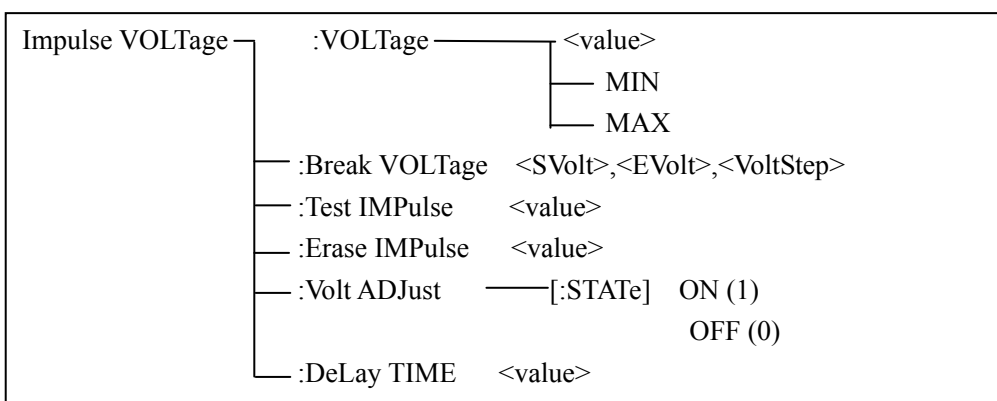 Impulse VOLTage :VOLTage <value>
MIN
MAX
:Break VOLTage <SVolt>,<EVolt>,<VoltStep>
:Test IMPulse <value>
:Erase IMPulse <value>
:Volt ADJust [:STATe] ON (1)
OFF (0)
:DeLay TIME <value>